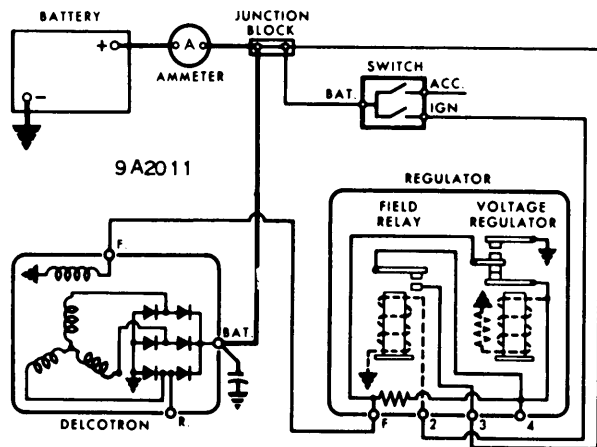 BATTERY
+
-
A
AMMETER
JUNCTION
BLOCK
SWITCH
BAT.
ACC.
IGN
9A2011
REGULATOR
FIELD
RELAY
VOLTAGE
REGULATOR
F.
BAT.
R.
DELCOTRON
F
2
3
4